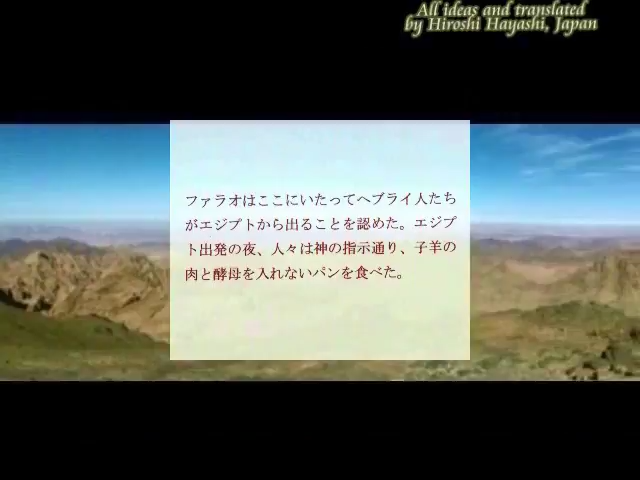 All ideas and translated
by Hiroshi Hayashi, Japan
ファラオはここにいたってヘブライ人たち
がエジプトから出ることを認めた。エジプ
ト出発の夜、人々は神の指示通り、子羊の
肉と酵母を入れないパンを食べた。